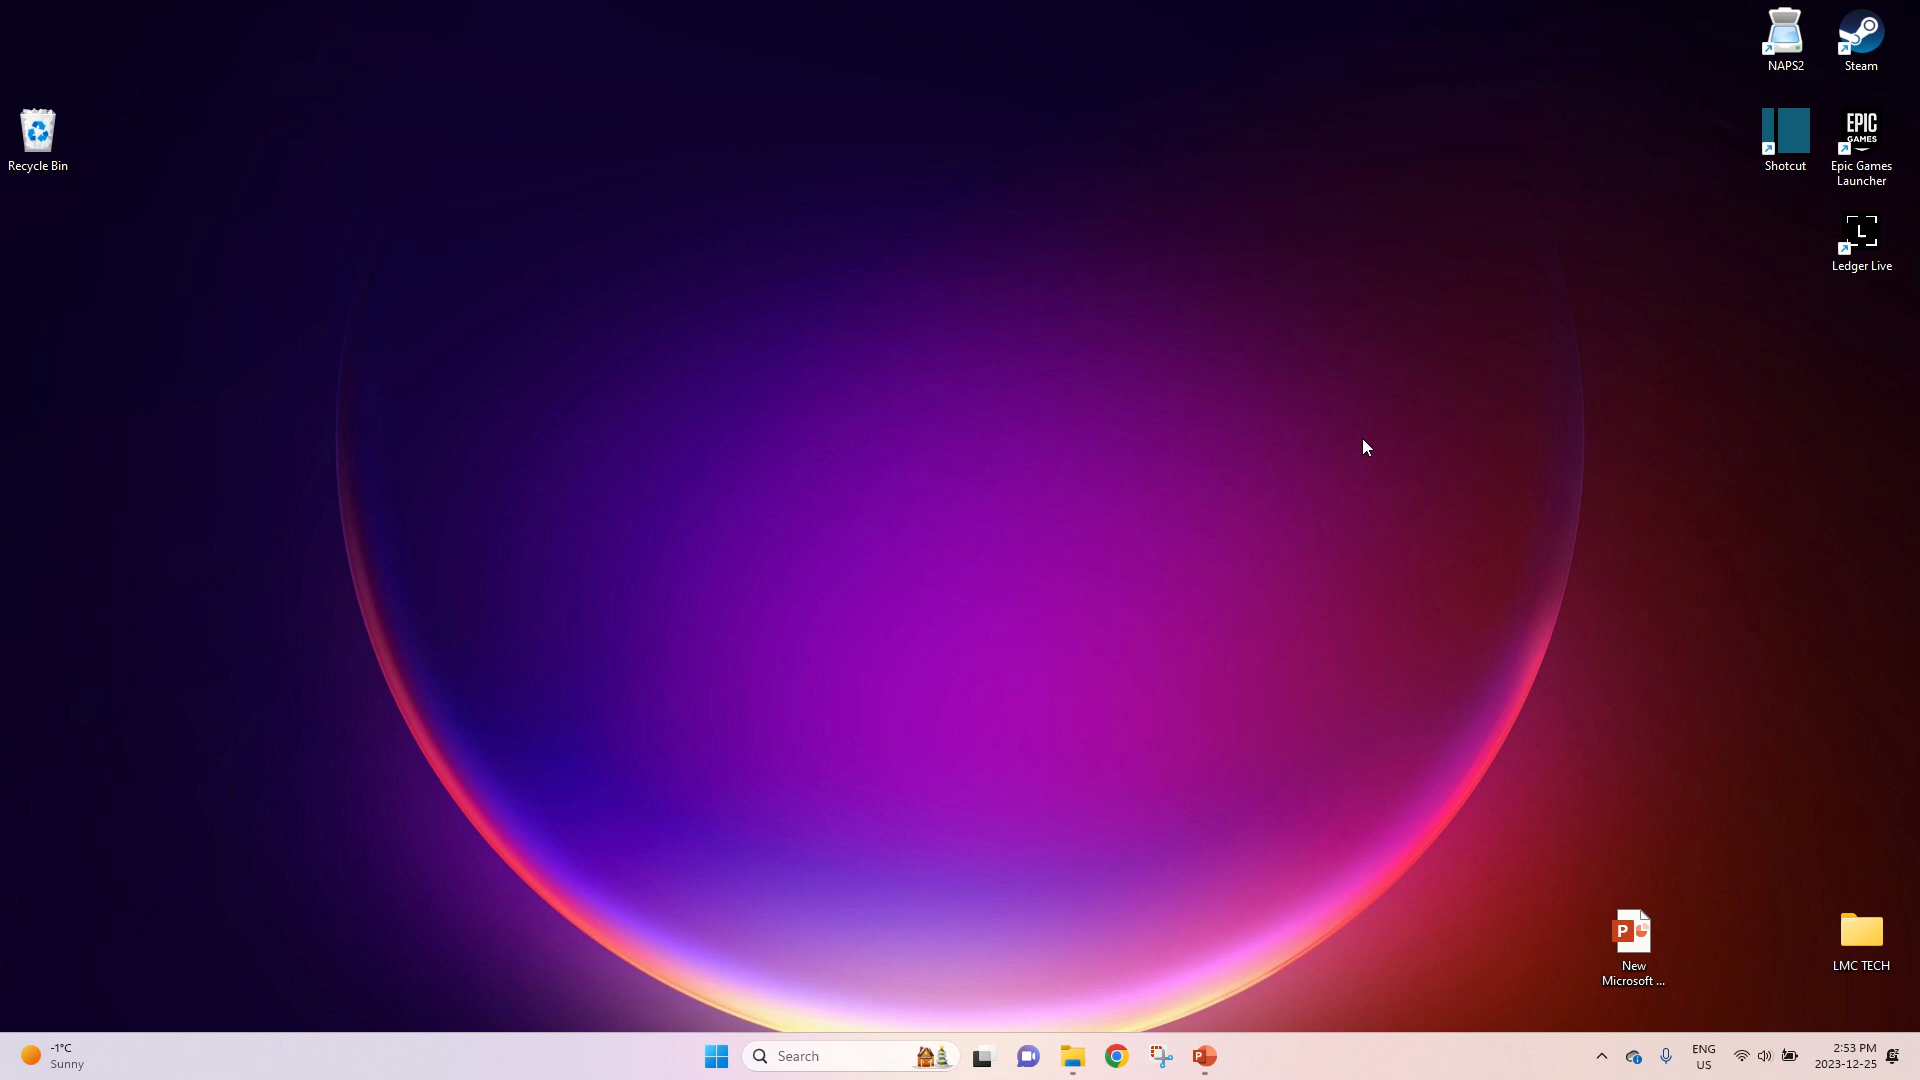 NAPS2
Steam
Recycle Bin
Shotcut
EPIC
GAMES
Epic Games
Launcher
L
Ledger Live
P
New
Microsoft ...
LMC TECH
-1°C
Sunny
Search
P
ENG
US
2:53 PM
2023-12-25